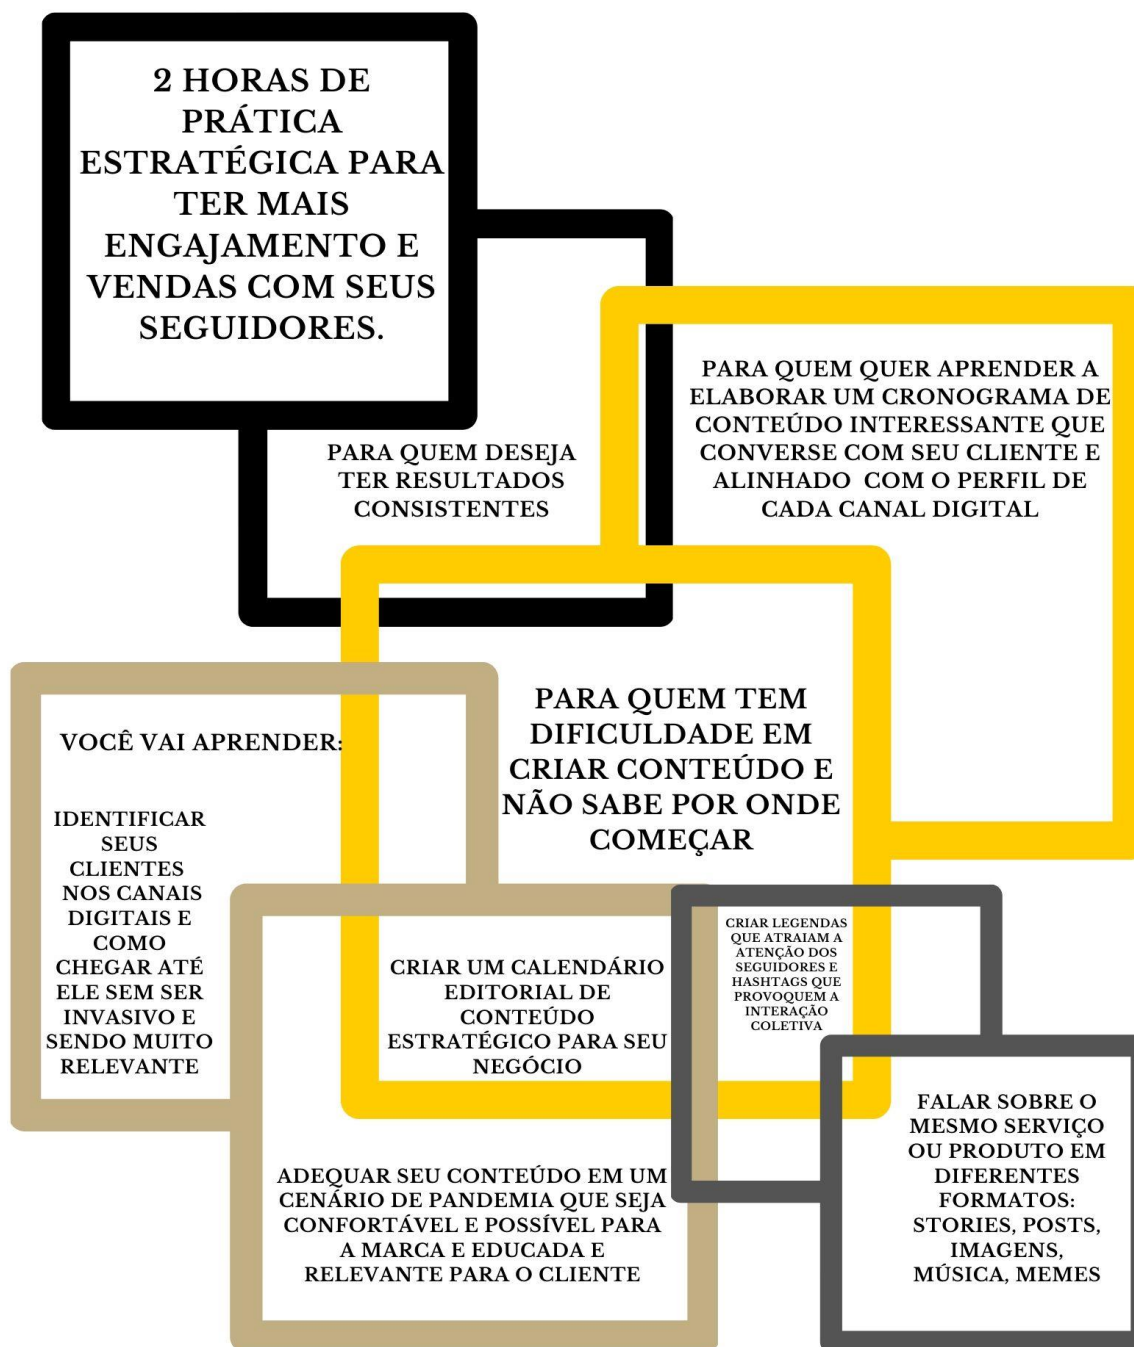 2 HORAS DE
PRÁTICA
ESTRATÉGICA PARA
TER MAIS
ENGAJAMENTO E
VENDAS COM SEUS
SEGUIDORES.
PARA QUEM DESEJA
TER RESULTADOS
CONSISTENTES
PARA QUEM QUER APRENDER A
ELABORAR UM CRONOGRAMA DE
CONTEÚDO INTERESSANTE QUE
CONVERSE COM SEU CLIENTE E
ALINHADO COM O PERFIL DE
CADA CANAL DIGITAL
PARA QUEM TEM
DIFICULDADE EM
CRIAR CONTEÚDO E
NÃO SABE POR ONDE
COMEÇAR
VOCÊ VAI APRENDER:
IDENTIFICAR
SEUS
CLIENTES
NOS CANAIS
DIGITAIS E
COMO
CHEGAR ATÉ
ELE SEM SER
INVASIVO E
SENDO MUITO
RELEVANTE
CRIAR UM CALENDÁRIO
EDITORIAL DE
CONTEÚDO
ESTRATÉGICO PARA SEU
NEGÓCIO
CRIAR LEGENDAS
QUE ATRAIAM A
ATENÇÃO DOS
SEGUIDORES E
HASHTAGS QUE
PROVOQUEM A
INTERAÇÃO
COLETIVA
ADEQUAR SEU CONTEÚDO EM UM
CENÁRIO DE PANDEMIA QUE SEJA
CONFORTÁVEL E POSSÍVEL PARA
A MARCA E EDUCADA E
RELEVANTE PARA O CLIENTE
FALAR SOBRE O
MESMO SERVIÇO
OU PRODUTO EM
DIFERENTES
FORMATOS:
STORIES, POSTS,
IMAGENS,
MÚSICA, MEMES